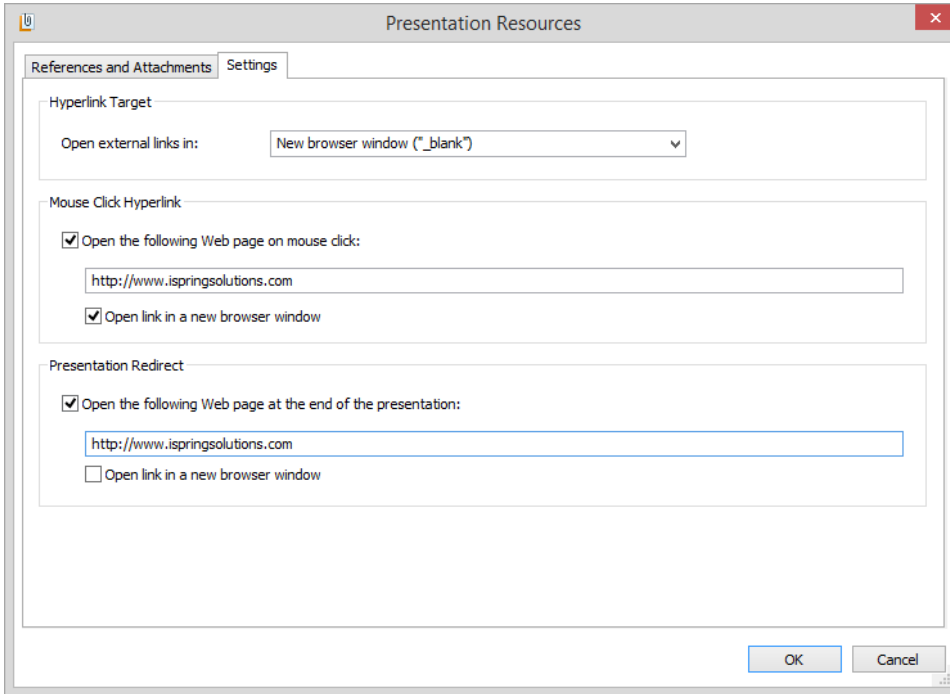 Presentation Resources
References and Attachments
Settings
Hyperlink Target
Open external links in:
New browser window ("_blank")
Mouse Click Hyperlink
Open the following Web page on mouse click:
http://www.ispringsolutions.com
Open link in a new browser window
Presentation Redirect
Open the following Web page at the end of the presentation:
http://www.ispringsolutions.com
Open link in a new browser window
OK
Cancel